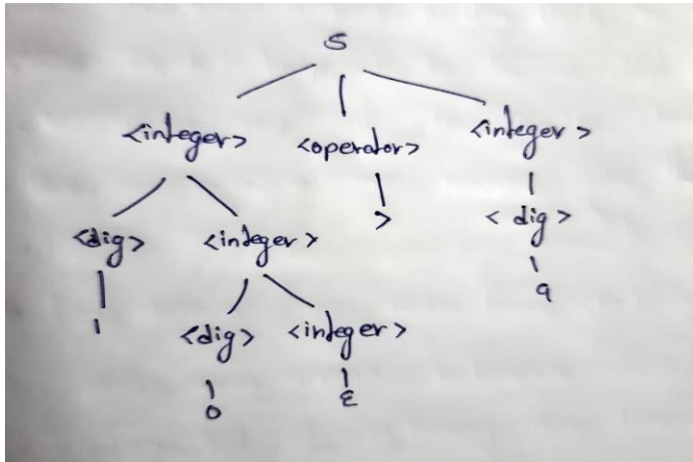 S
<integer> <operator> <integer>
<dig> <integer> > <dig>
1 <dig> <integer> 9
0 ε